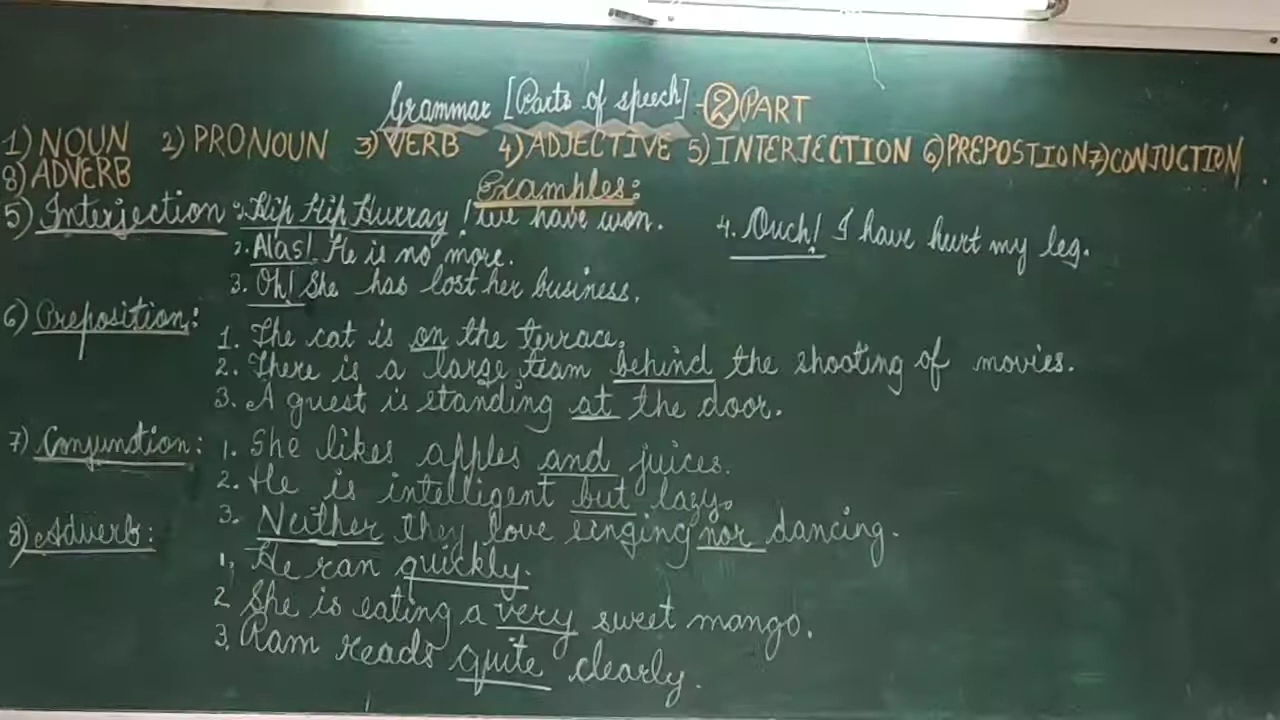 Grammar [Parts of speech] - ② PART
1) NOUN 2) PRONOUN 3) VERB 4) ADJECTIVE 5) INTERJECTION 6) PREPOSTION 7) CONJUCTION
8) ADVERB
Examples:
5) Interjection: 1. Hip Hip Hurray! We have won. 4. Ouch! I have hurt my leg.
2. Alas! He is no more.
3. Oh! She has lost her business.
6) Preposition:
1. The cat is on the terrace.
2. There is a large team behind the shooting of movies.
3. A guest is standing at the door.
7) Conjunction: 1. She likes apples and juices.
2. He is intelligent but lazy.
3. Neither they love singing nor dancing.
8) Adverb:
1. He ran quickly.
2 She is eating a very sweet mango.
3. Ram reads quite clearly.